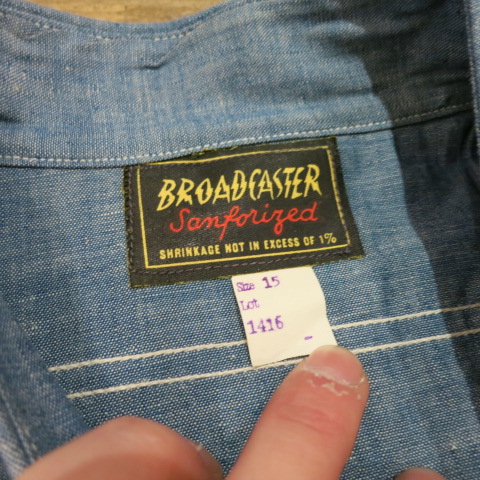 BROADCASTER
Sanforized
SHRINKAGE NOT IN EXCESS OF 1%
Size 15
Lot
1416